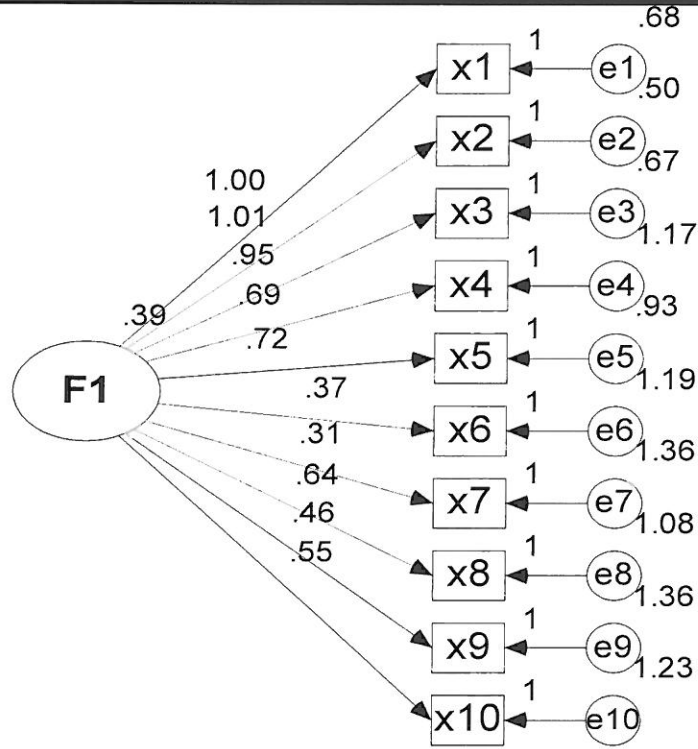 .68
1
x1
e1
.50
1
x2
e2
.67
1
1.00
x3
e3
1.01
1.17
1
.95
x4
e4
.69
.93
.39
.72
1
x5
e5
F1
1.19
.37
1
x6
e6
.31
1.36
1
.64
x7
e7
.46
1.08
1
.55
x8
e8
1.36
1
x9
e9
1.23
1
x10
e10